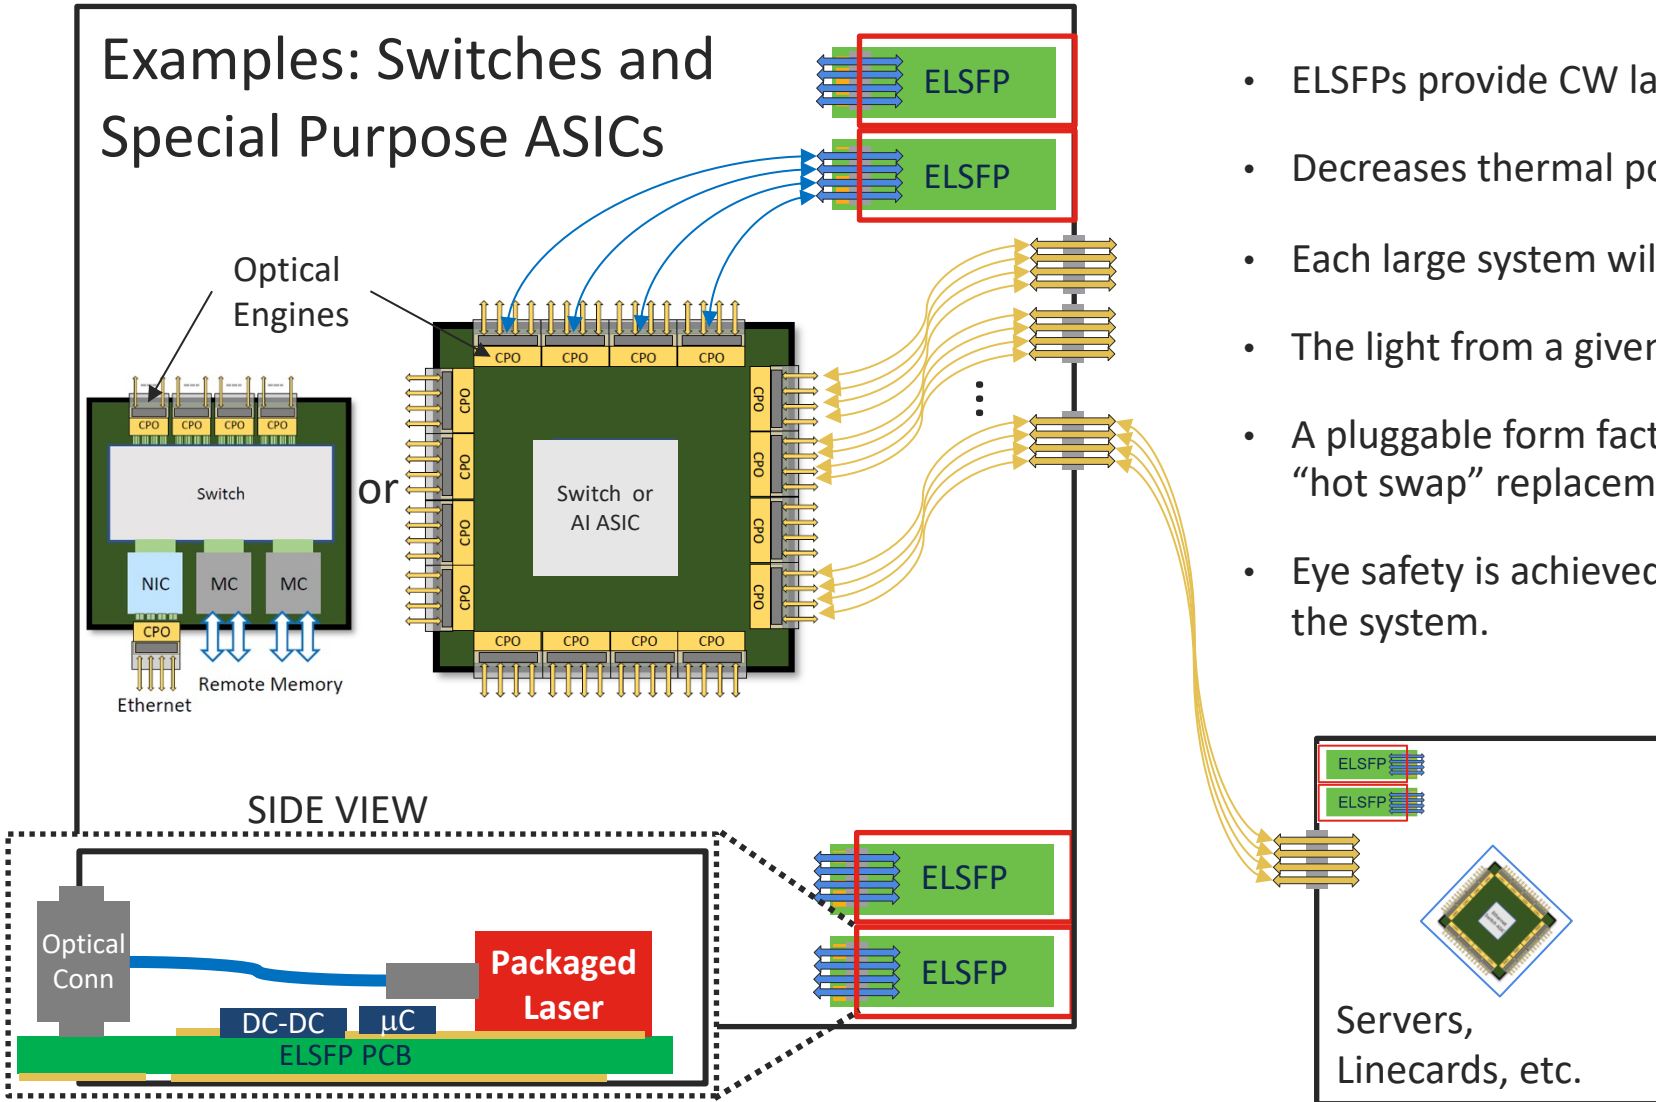 Examples: Switches and
Special Purpose ASICs
ELSFP
ELSFP
Optical
Engines
CPO CPO CPO CPO
CPO CPO CPO CPO
Switch
or
Switch or
AI ASIC
CPO
CPO
CPO
CPO
CPO
CPO
CPO
CPO
NIC MC MC
CPO
CPO CPO CPO CPO
Remote Memory
Ethernet
• ELSFPs provide CW la
• Decreases thermal po
• Each large system wil
• The light from a given
• A pluggable form fact
“hot swap” replacem
• Eye safety is achieved
the system.
SIDE VIEW
Optical
Conn
Packaged
Laser
DC-DC µC
ELSFP PCB
ELSFP
ELSFP
ELSFP
ELSFP
Servers,
Linecards, etc.